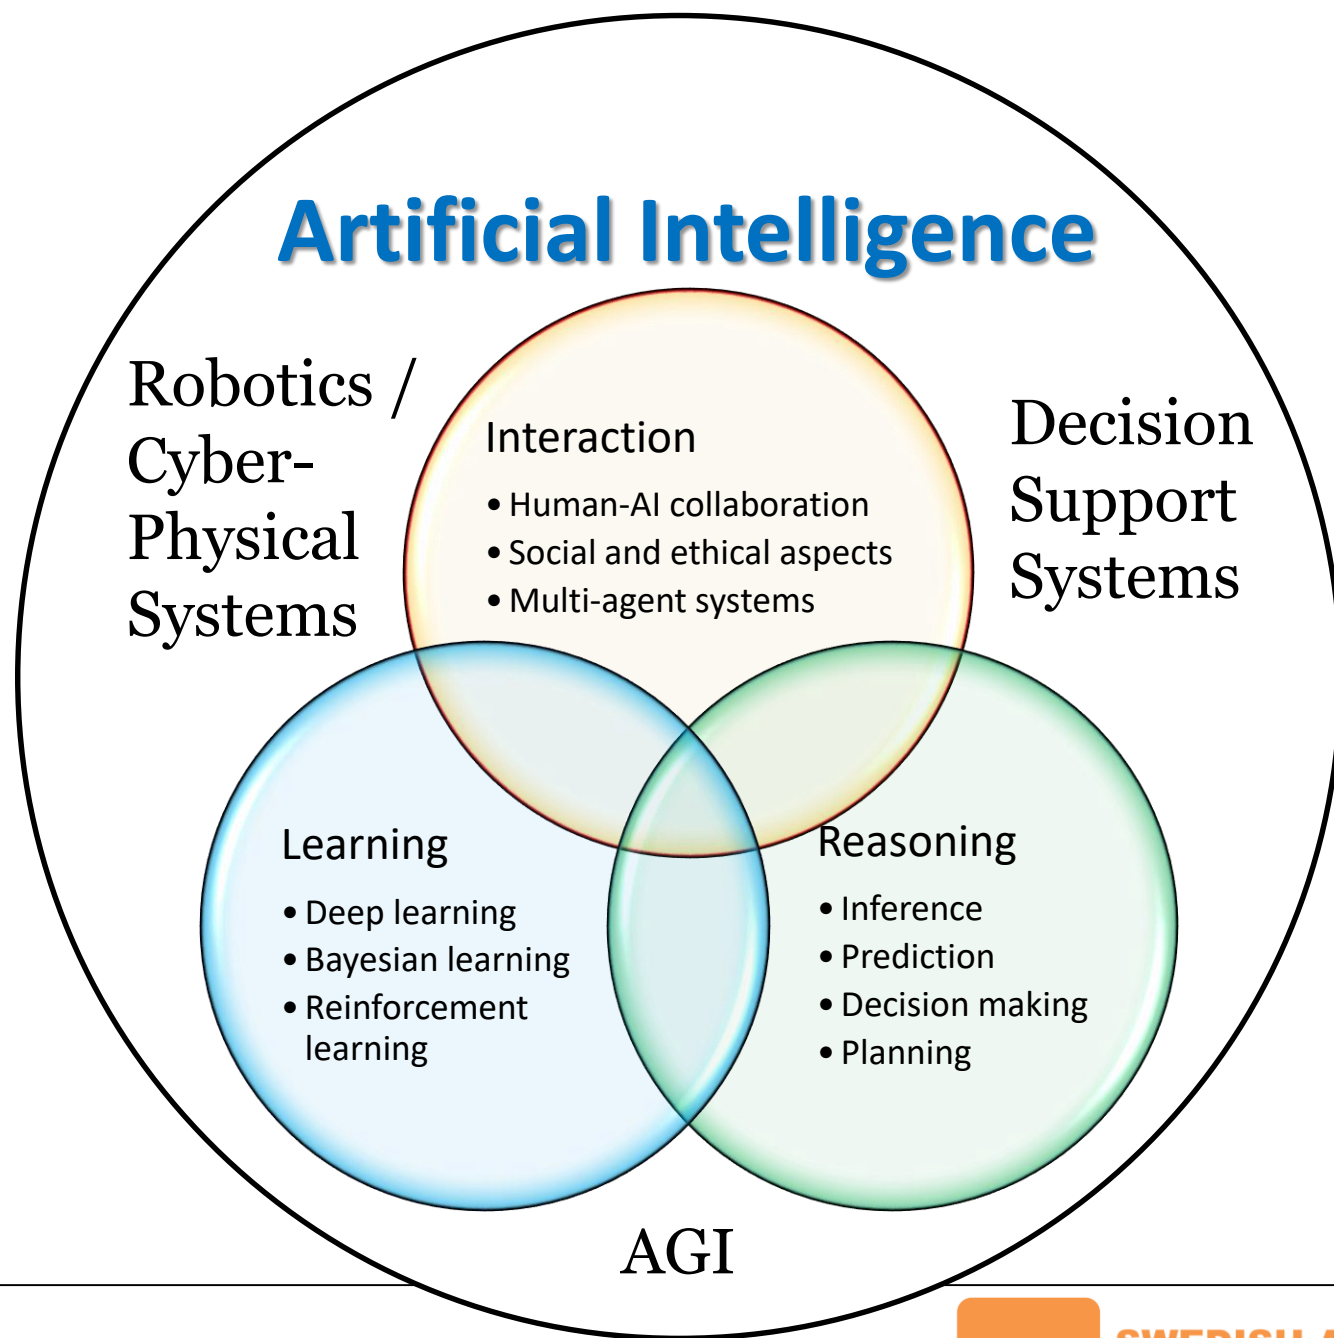 Artificial Intelligence
Robotics /
Cyber-
Physical
Systems
Interaction
• Human-AI collaboration
• Social and ethical aspects
• Multi-agent systems
Decision
Support
Systems
Learning
• Deep learning
• Bayesian learning
• Reinforcement
learning
Reasoning
• Inference
• Prediction
• Decision making
• Planning
AGI
SWEDISH